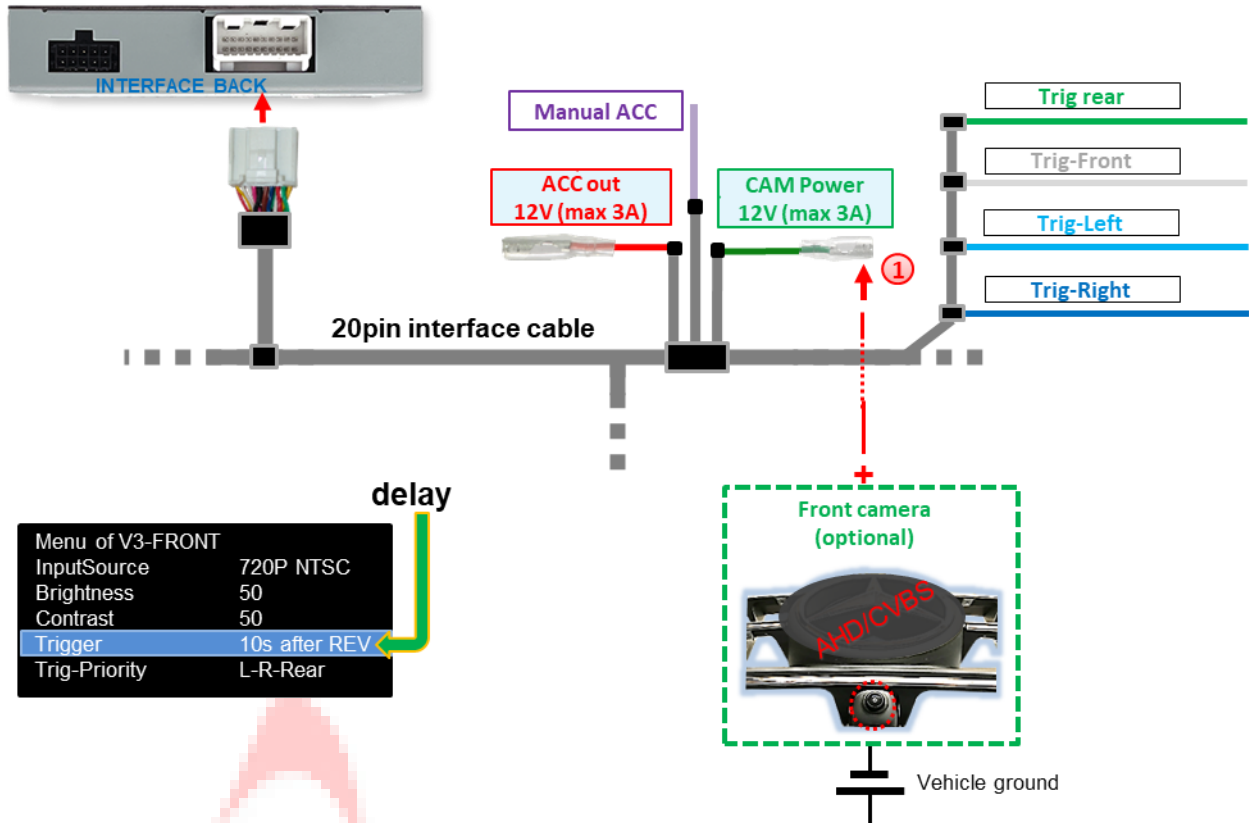 INTERFACE BACK
Manual ACC
ACC out
12V (max 3A)
CAM Power
12V (max 3A)
Trig rear
Trig-Front
Trig-Left
Trig-Right
1
20pin interface cable
delay
Menu of V3-FRONT
InputSource 720P NTSC
Brightness 50
Contrast 50
Trigger 10s after REV
Trig-Priority L-R-Rear
+
Front camera
(optional)
AHD/CVBS
Vehicle ground